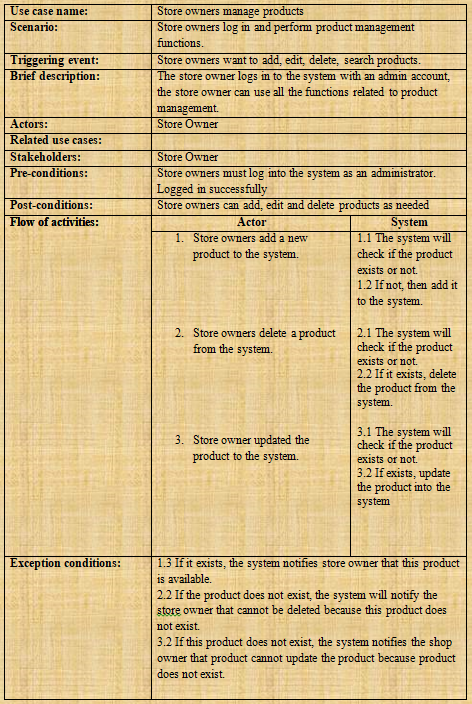 Use case name: Store owners manage products
Scenario: Store owners log in and perform product management
functions.
Triggering event: Store owners want to add, edit, delete, search products.
Brief description: The store owner logs in to the system with an admin account,
the store owner can use all the functions related to product
management.
Actors: Store Owner
Related use cases:
Stakeholders: Store Owner
Pre-conditions: Store owners must log into the system as an administrator.
Logged in successfully
Post-conditions: Store owners can add, edit and delete products as needed
Flow of activities: Actor System
1. Store owners add a new
product to the system.
1.1 The system will
check if the product
exists or not.
1.2 If not, then add it
to the system.
2. Store owners delete a product
from the system.
2.1 The system will
check if the product
exists or not.
2.2 If it exists, delete
the product from the
system.
3. Store owner updated the
product to the system.
3.1 The system will
check if the product
exists or not.
3.2 If exists, update
the product into the
system
Exception conditions: 1.3 If it exists, the system notifies store owner that this product
is available.
2.2 If the product does not exist, the system will notify the
store owner that cannot be deleted because this product does
not exist.
3.2 If this product does not exist, the system notifies the shop
owner that product cannot update the product because product
does not exist.